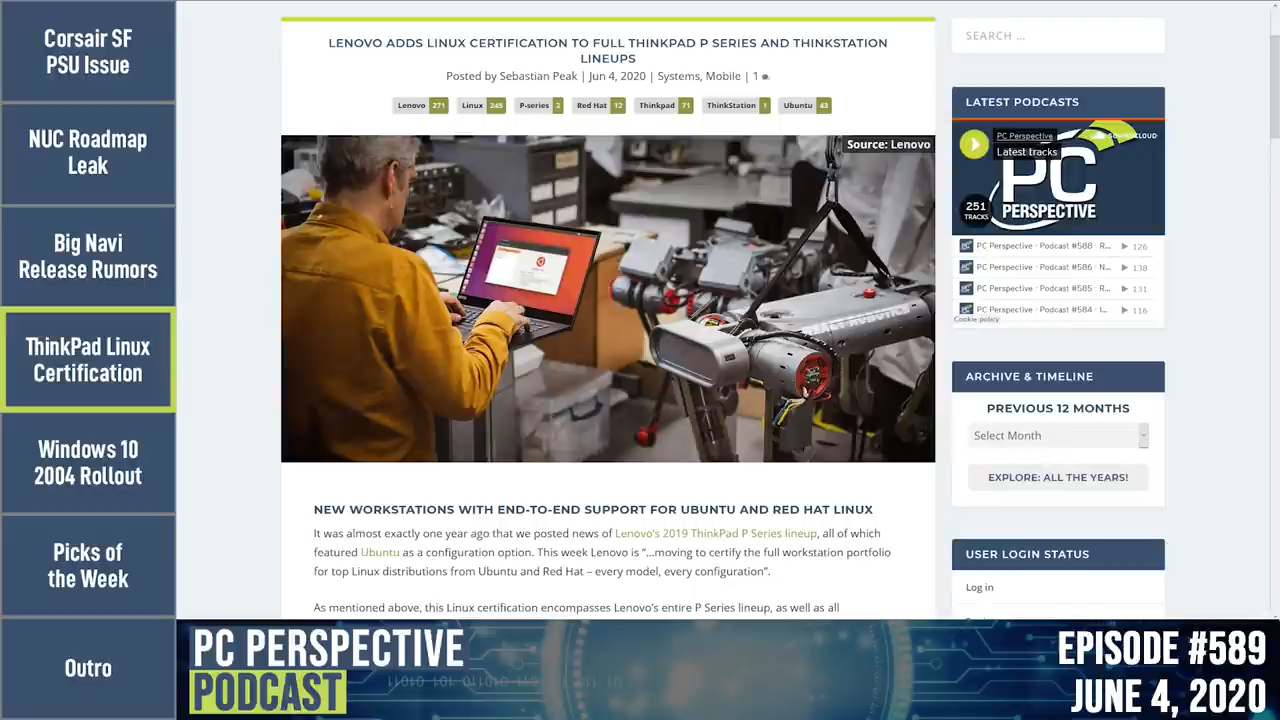 Corsair SF
PSU Issue
NUC Roadmap
Leak
Big Navi
Release Rumors
ThinkPad Linux
Certification
Windows 10
2004 Rollout
Picks of
the Week
Outro
LENOVO ADDS LINUX CERTIFICATION TO FULL THINKPAD P SERIES AND THINKSTATION
LINEUPS
Posted by Sebastian Peak | Jun 4, 2020 | Systems, Mobile | 1
Lenovo 271 Linux 245 P-series 2 Red Hat 12 Thinkpad 71 ThinkStation 1 Ubuntu 43
Source: Lenovo
NEW WORKSTATIONS WITH END-TO-END SUPPORT FOR UBUNTU AND RED HAT LINUX
It was almost exactly one year ago that we posted news of Lenovo's 2019 ThinkPad P Series lineup, all of which
featured Ubuntu as a configuration option. This week Lenovo is “...moving to certify the full workstation portfolio
for top Linux distributions from Ubuntu and Red Hat – every model, every configuration”.
As mentioned above, this Linux certification encompasses Lenovo's entire P Series lineup, as well as all
SEARCH ...
LATEST PODCASTS
PC Perspective
Latest tracks
PC
PERSPECTIVE
251
TRACKS
PC Perspective · Podcast #588 · R... 126
PC Perspective · Podcast #586 · N... 138
PC Perspective · Podcast #585 · R... 131
PC Perspective · Podcast #584 · I... 116
Cookie policy
ARCHIVE & TIMELINE
PREVIOUS 12 MONTHS
Select Month
EXPLORE: ALL THE YEARS!
USER LOGIN STATUS
Log in
PC PERSPECTIVE
PODCAST
EPISODE #589
JUNE 4, 2020